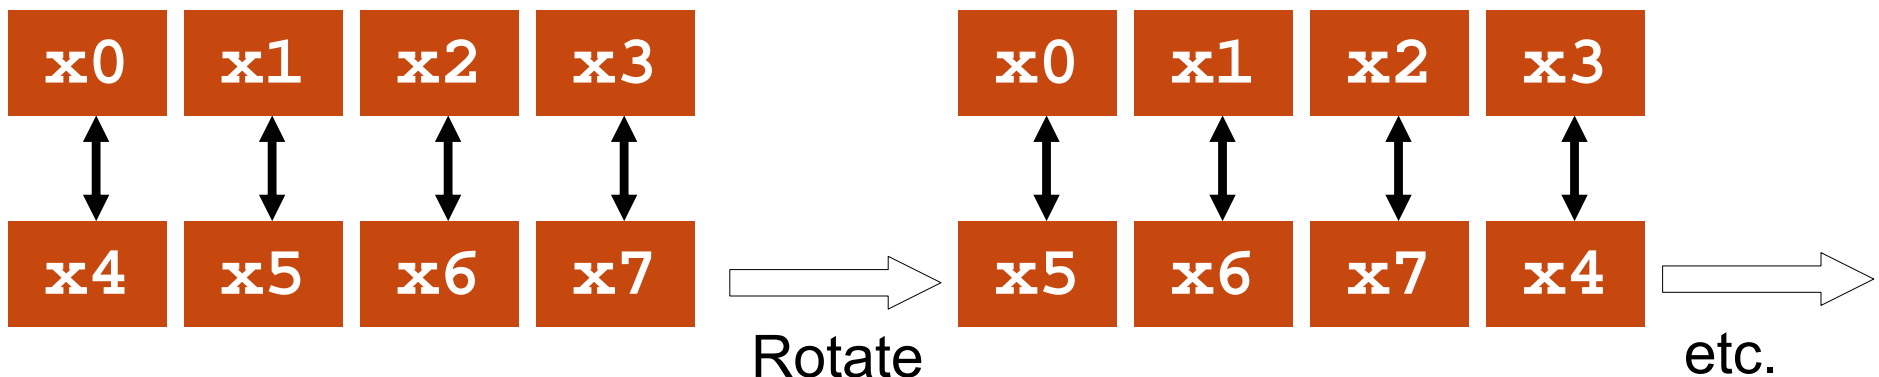 x0 x1 x2 x3 x0 x1 x2 x3
x4 x5 x6 x7 x5 x6 x7 x4
Rotate etc.